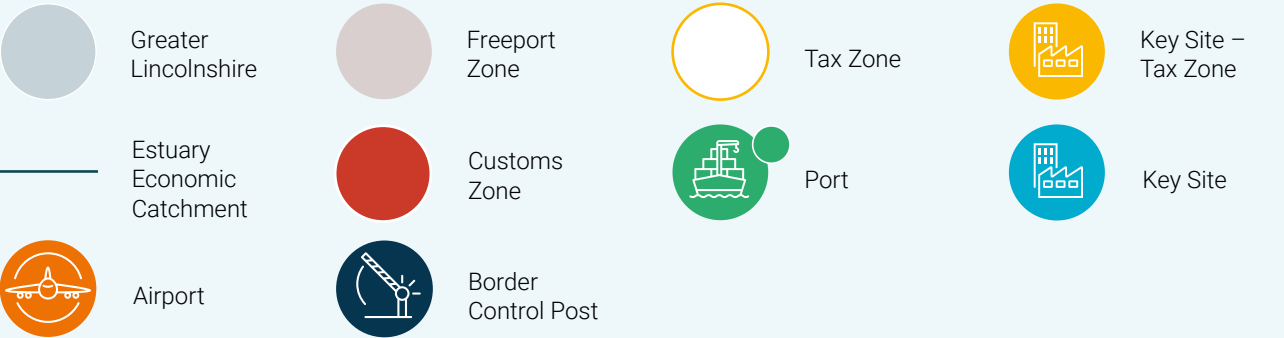 Greater
Lincolnshire
Freeport
Zone
Tax Zone
Key Site –
Tax Zone
Estuary
Economic
Catchment
Customs
Zone
Port
Key Site
Airport
Border
Control Post